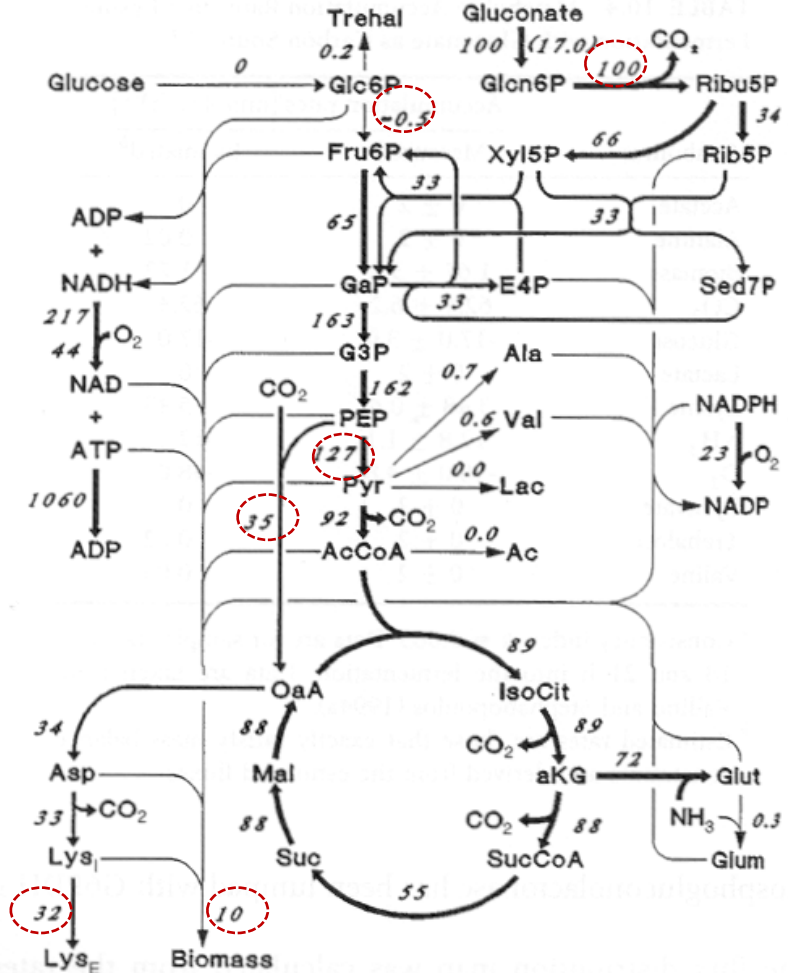 Trehal
Gluconate
0.2
100 (17.0)
100
CO₂
Glucose
0
Glc6P
Glcn6P
Ribu5P
-0.5
66
34
Fru6P
Xyl5P
Rib5P
33
33
ADP
65
+
NADH
GaP
E4P
Sed7P
33
217
O₂
163
44
G3P
Ala
NAD
CO₂
162
0.7
NADPH
+
PEP
0.6
Val
ATP
127
23
O₂
0.0
Pyr
Lac
1060
35
92
CO₂
NADP
0.0
ADP
AcCoA
Ac
89
OaA
IsoCit
34
88
89
CO₂
Asp
Mal
aKG
72
Glut
33
CO₂
CO₂
88
NH₃
0.3
88
Lys_I
Suc
SucCoA
Glum
55
32
10
Lys_E
Biomass